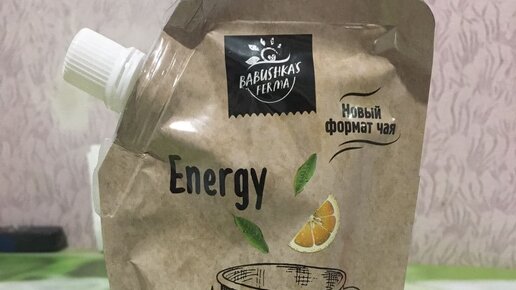 BABUSHKAS
FERMA
Новый
формат чая
Energy